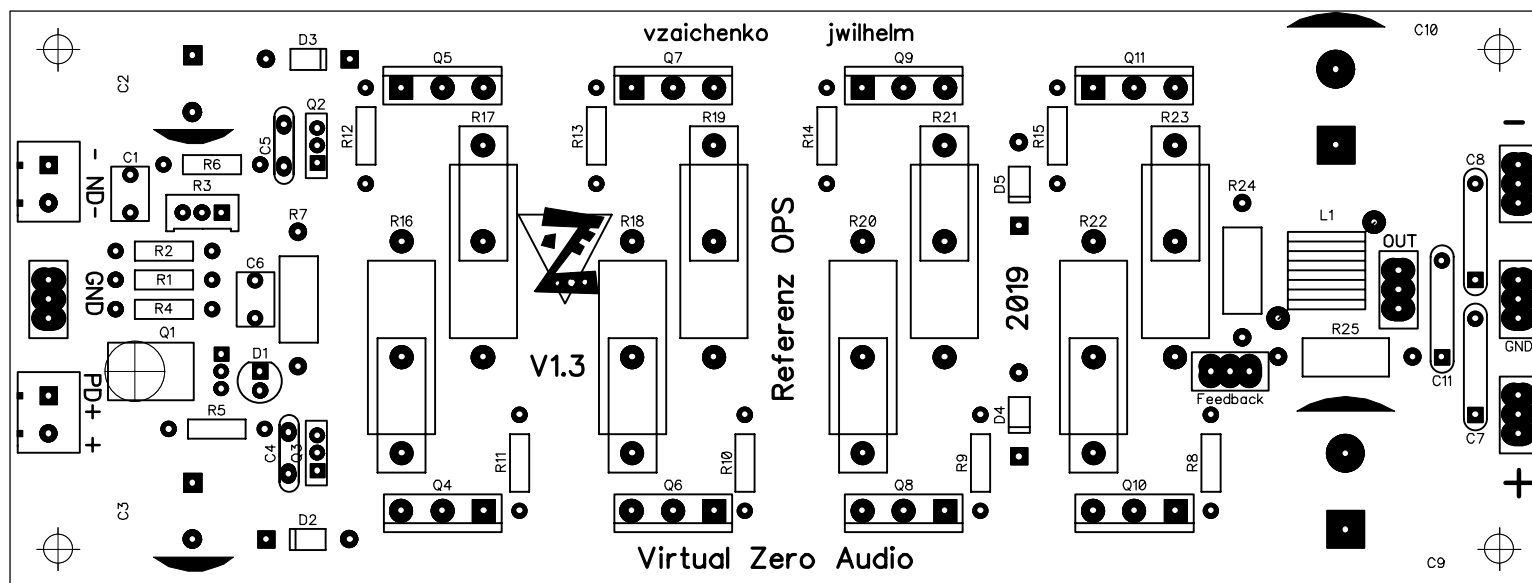 vzaichenko jwilhelm
C10
D3
Q5
Q7
Q9
Q11
C2
Q2
R17
R19
R21
R23
R12
R13
R14
R15
C5
-
-
ND-
C1
R6
C8
R3
D5
R24
R7
R16
R18
R20
R22
L1
OUT
Z
R2
C6
R1
GND
R4
Referenz OPS
2019
Q1
R25
GND
D1
V1.3
C11
PD+
+
Feedback
R5
D4
C4
Q3
R11
R10
R9
R8
C7
+
Q4
Q6
Q8
Q10
C3
D2
Virtual Zero Audio
C9